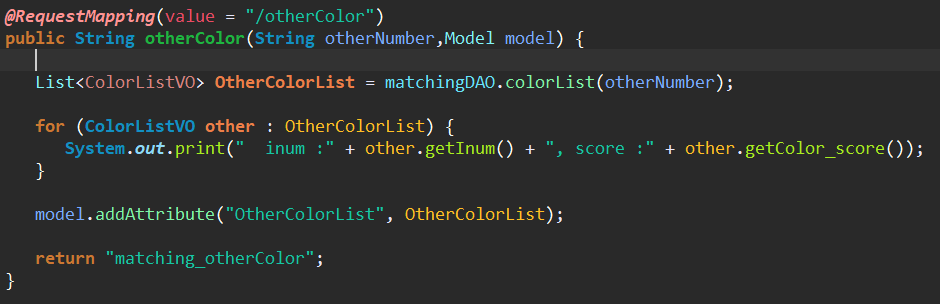 @RequestMapping(value = "/otherColor")
public String otherColor(String otherNumber,Model model) {
List<ColorListVO> OtherColorList = matchingDAO.colorList(otherNumber);
for (ColorListVO other : OtherColorList) {
System.out.print("  inum :" + other.getInum() + ", score :" + other.getColor_score());
}
model.addAttribute("OtherColorList", OtherColorList);
return "matching_otherColor";
}